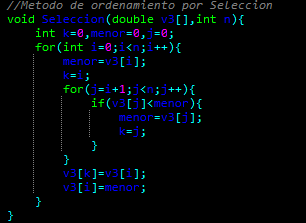 //Metodo de ordenamiento por Seleccion
void Seleccion(double v3[],int n){
int k=0,menor=0,j=0;
for(int i=0;i<n;i++){
menor=v3[i];
k=i;
for(j=i+1;j<n;j++){
if(v3[j]<menor){
menor=v3[j];
k=j;
}
}
v3[k]=v3[i];
v3[i]=menor;
}
}